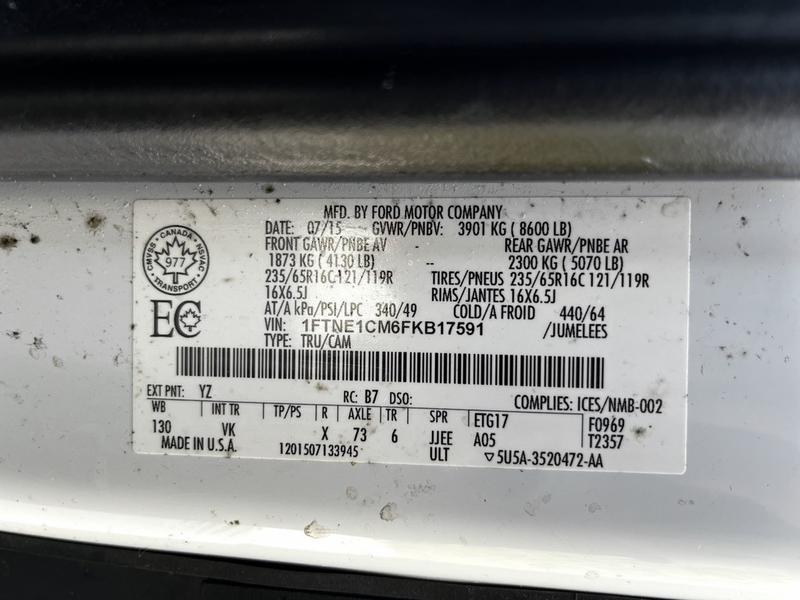 MFD. BY FORD MOTOR COMPANY
DATE: 07/15 GVWR/PNBV: 3901 KG ( 8600 LB)
FRONT GAWR/PNBE AV REAR GAWR/PNBE AR
1873 KG ( 4130 LB) -- 2300 KG ( 5070 LB)
235/65R16C 121/119R TIRES/PNEUS 235/65R16C 121/119R
16X6.5J RIMS/JANTES 16X6.5J
AT/A kPa/PSI/LPC 340/49 COLD/A FROID 440/64
VIN: 1FTNE1CM6FKB17591 /JUMELEES
TYPE: TRU/CAM
CMVSS · CANADA · NSVAC
977
TRANSPORT
EC
EXT PNT: YZ RC: B7 DSO: COMPLIES: ICES/NMB-002
WB INT TR TP/PS R AXLE TR SPR ETG17 F0969
130 VK X 73 6 JJEE A05 T2357
MADE IN U.S.A. 1201507133945 ULT ▽5U5A-3520472-AA